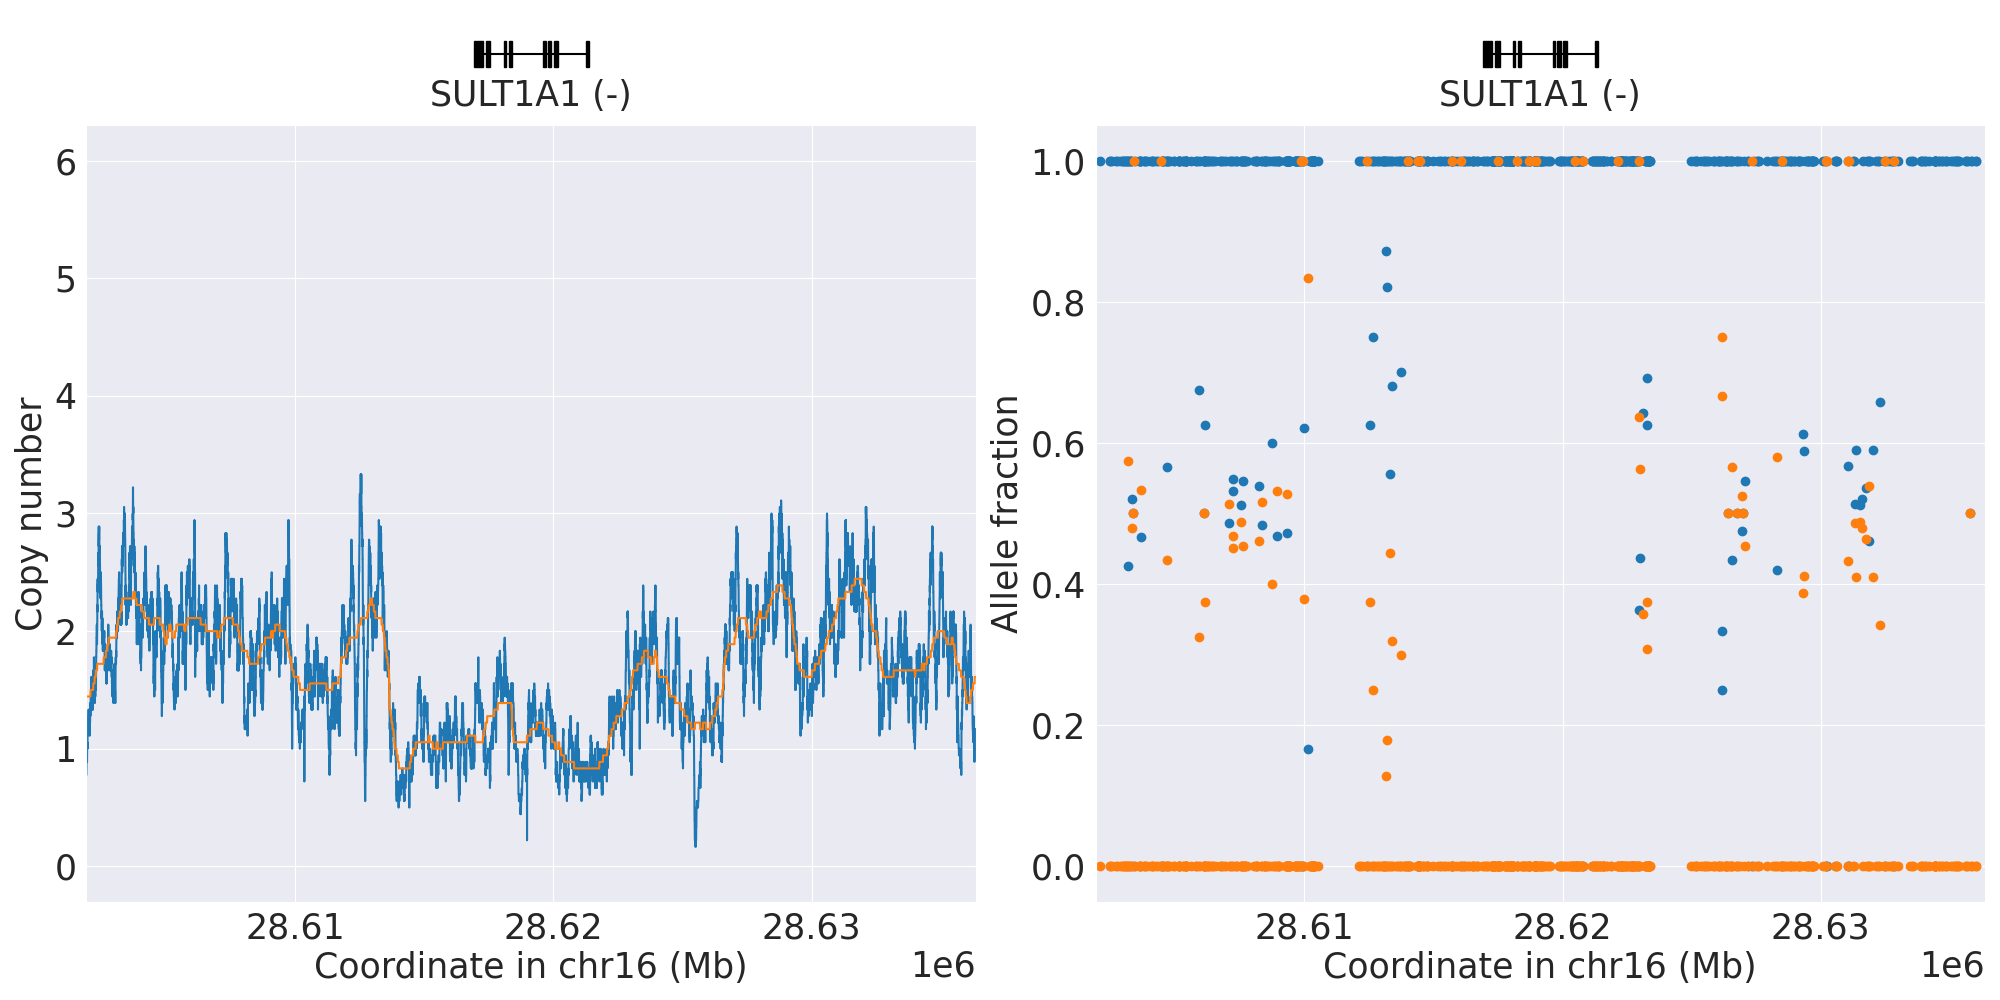 SULT1A1 (-)
SULT1A1 (-)
Copy number
6
5
4
3
2
1
0
28.61
28.62
28.63
Coordinate in chr16 (Mb)
1e6
Allele fraction
1.0
0.8
0.6
0.4
0.2
0.0
28.61
28.62
28.63
Coordinate in chr16 (Mb)
1e6